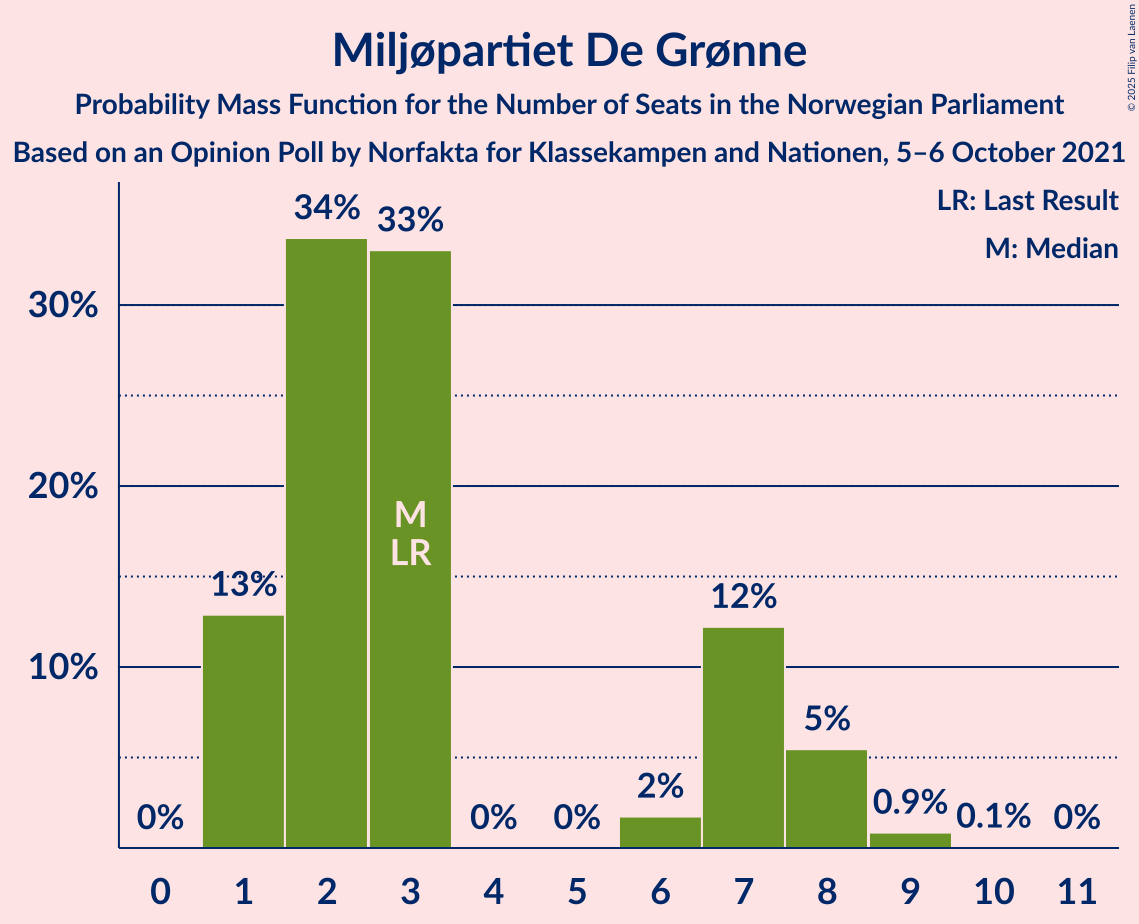 Miljøpartiet De Grønne
Probability Mass Function for the Number of Seats in the Norwegian Parliament
Based on an Opinion Poll by Norfakta for Klassekampen and Nationen, 5–6 October 2021
© 2025 Filip van Laenen
LR: Last Result
M: Median
34%
33%
30%
20%
M
LR
13%
12%
10%
5%
2%
0.9%
0.1%
0%
0%
0%
0%
0 1 2 3 4 5 6 7 8 9 10 11